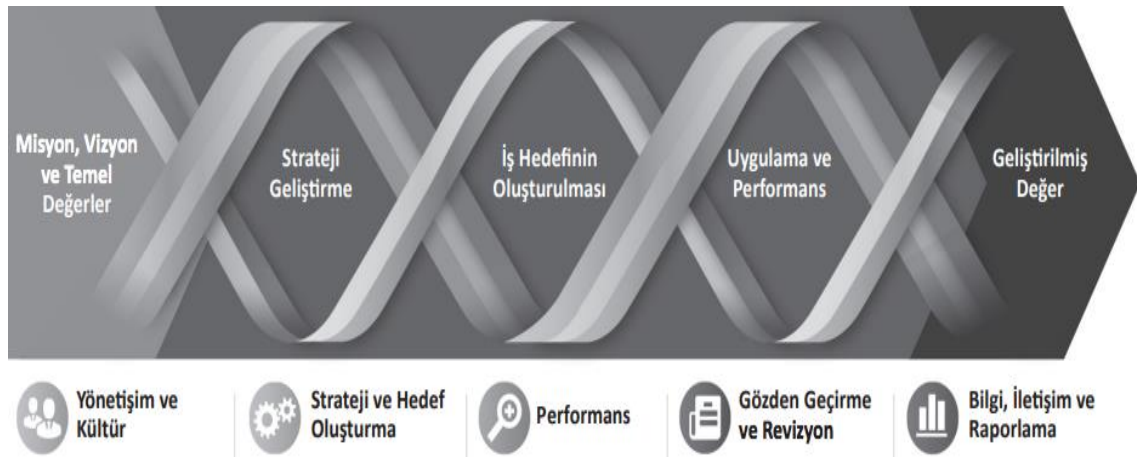 Misyon, Vizyon
ve Temel
Değerler
Strateji
Geliştirme
İş Hedefinin
Oluşturulması
Uygulama ve
Performans
Geliştirilmiş
Değer
Yönetişim ve
Kültür
Strateji ve Hedef
Oluşturma
Performans
Gözden Geçirme
ve Revizyon
Bilgi, İletişim ve
Raporlama